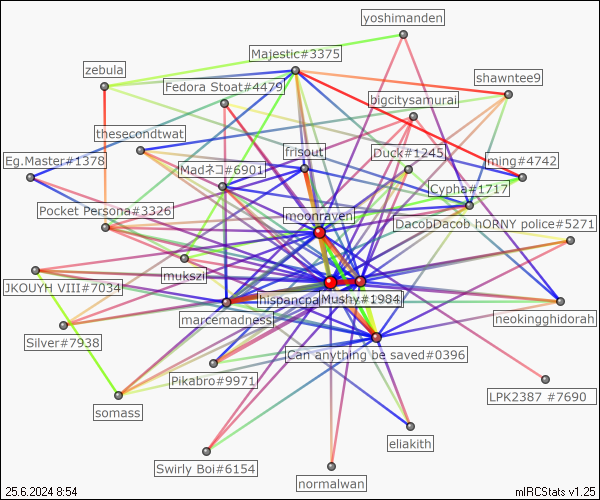 yoshimanden
Majestic#3375
zebula
shawntee9
Fedora Stoat#4479
bigcitysamurai
thesecondtwat
frisout
Duck#1245
Eg.Master#1378
Madネコ#6901
ming#4742
Cypha#1717
Pocket Persona#3326
moonraven
DacobDacob hORNY police#5271
mukszi
JKOUYH VIII#7034
hispancpa
Mushy#1984
marcemadness
neokingghidorah
Silver#7938
Can anything be saved#0396
Pikabro#9971
LPK2387 #7690
somass
eliakith
Swirly Boi#6154
normalwan
25.6.2024 8:54
mIRCStats v1.25